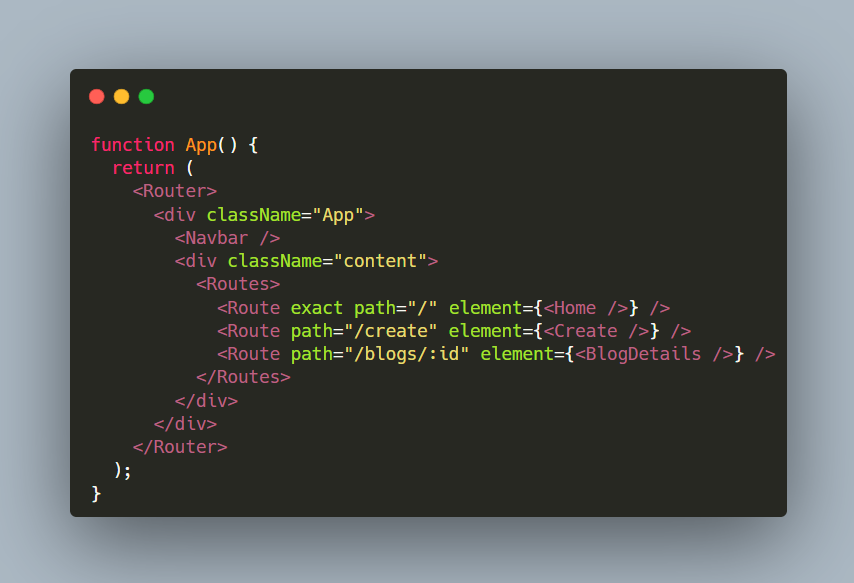 function App() {
  return (
    <Router>
      <div className="App">
        <Navbar />
        <div className="content">
          <Routes>
            <Route exact path="/" element={<Home />} />
            <Route path="/create" element={<Create />} />
            <Route path="/blogs/:id" element={<BlogDetails />} />
          </Routes>
        </div>
      </div>
    </Router>
  );
}